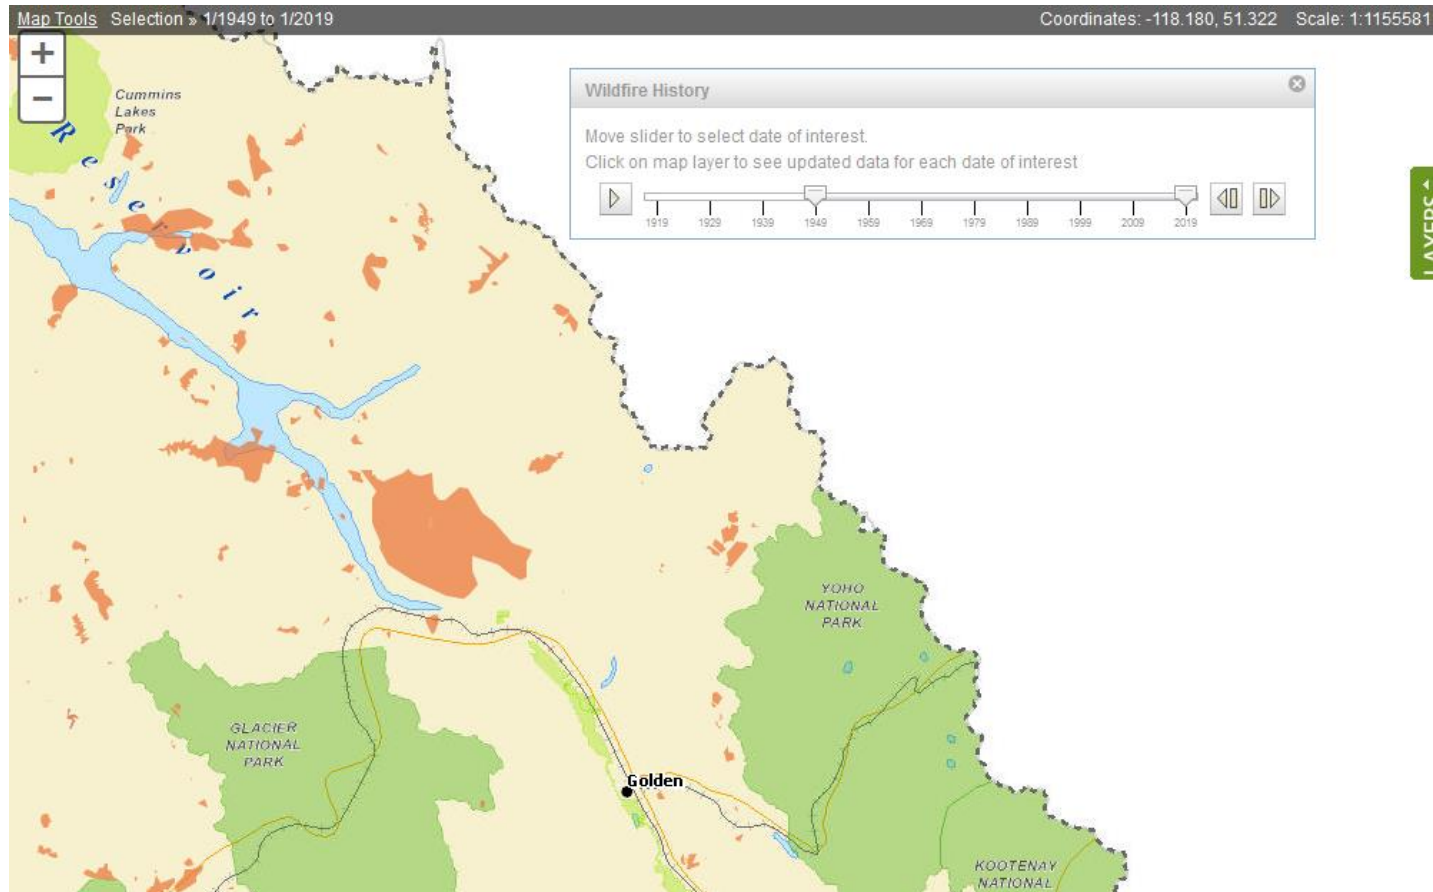 Map Tools Selection » 1/1949 to 1/2019
Coordinates: -118.180, 51.322 Scale: 1:1155581
+
−
Wildfire History
Move slider to select date of interest.
Click on map layer to see updated data for each date of interest
1919 1929 1939 1949 1959 1969 1979 1989 1999 2009 2019
LAYERS
Cummins
Lakes
Park
Reservoir
YOHO
NATIONAL
PARK
GLACIER
NATIONAL
PARK
Golden
KOOTENAY
NATIONAL